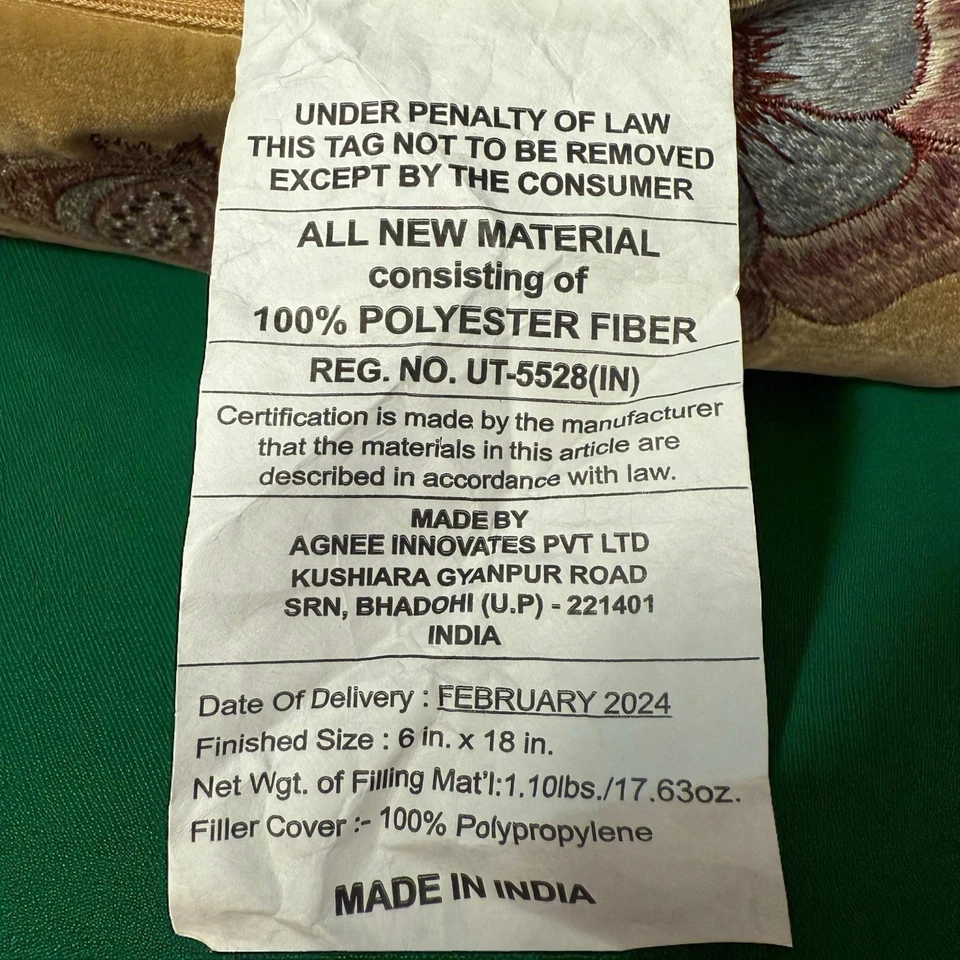 UNDER PENALTY OF LAW
THIS TAG NOT TO BE REMOVED
EXCEPT BY THE CONSUMER
ALL NEW MATERIAL
consisting of
100% POLYESTER FIBER
REG. NO. UT-5528(IN)
Certification is made by the manufacturer
that the materials in this article are
described in accordance with law.
MADE BY
AGNEE INNOVATES PVT LTD
KUSHIARA GYANPUR ROAD
SRN, BHADOHI (U.P) - 221401
INDIA
Date Of Delivery : FEBRUARY 2024
Finished Size : 6 in. x 18 in.
Net Wgt. of Filling Mat'l:1.10lbs./17.63oz.
Filler Cover :- 100% Polypropylene
MADE IN INDIA